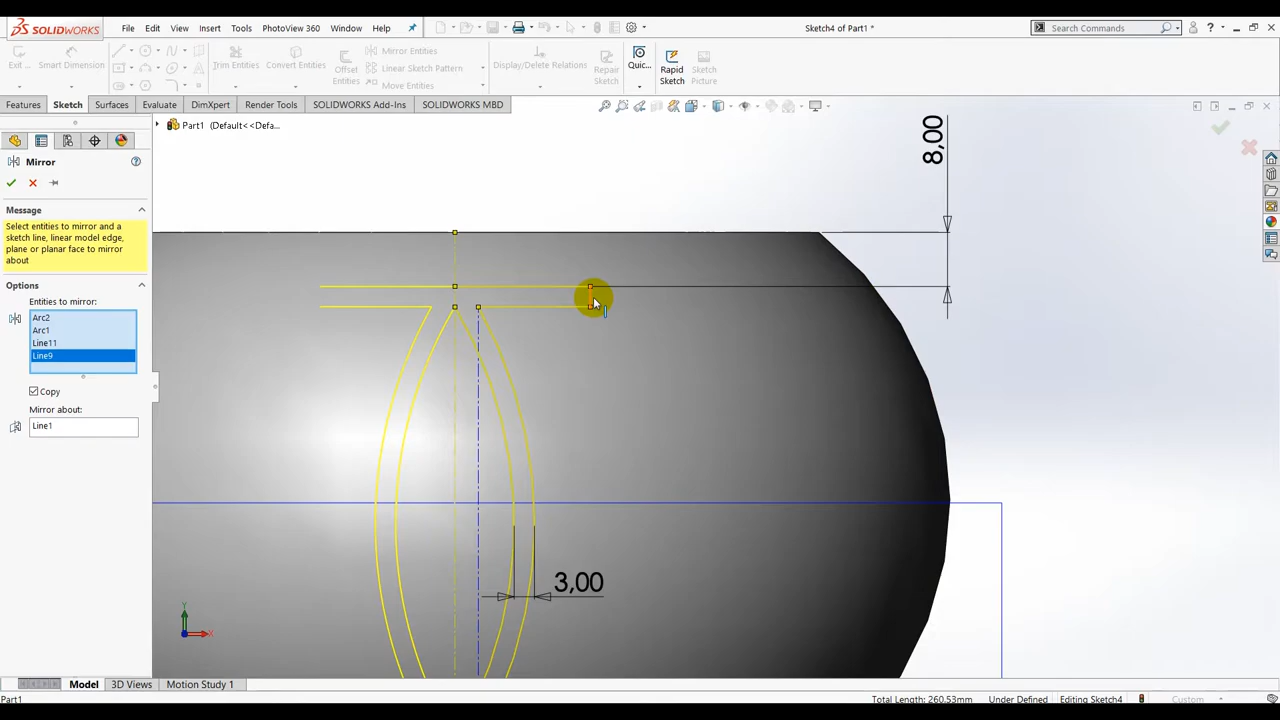 SOLIDWORKS
File Edit View Insert Tools PhotoView 360 Window Help
Sketch4 of Part1 *
Search Commands
Exit ... Smart Dimension
Trim Entities Convert Entities Offset Entities
Mirror Entities
Linear Sketch Pattern
Move Entities
Display/Delete Relations Repair Sketch Quic... Rapid Sketch Sketch Picture
Features Sketch Surfaces Evaluate DimXpert Render Tools SOLIDWORKS Add-Ins SOLIDWORKS MBD
Part1 (Default<<Defa...
Mirror
Message
Select entities to mirror and a
sketch line, linear model edge,
plane or planar face to mirror
about
Options
Entities to mirror:
Arc2
Arc1
Line11
Line9
Copy
Mirror about:
Line1
8,00
3,00
Y
X
Model 3D Views Motion Study 1
Part1
Total Length: 260.53mm Under Defined Editing Sketch4 Custom